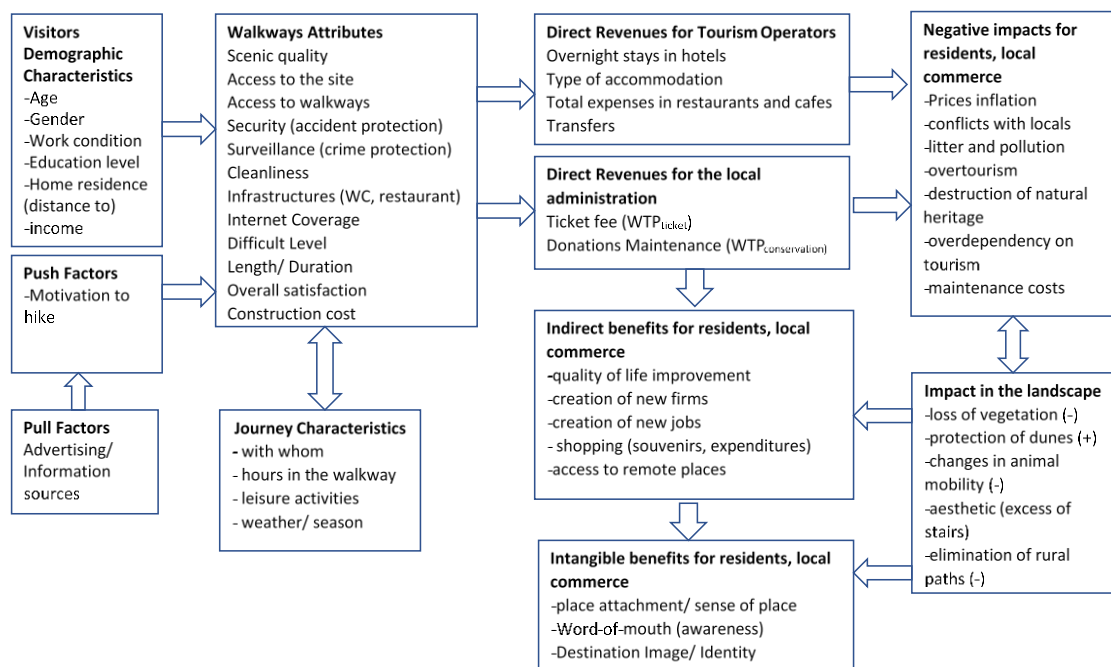 Visitors
Demographic
Characteristics
-Age
-Gender
-Work condition
-Education level
-Home residence
(distance to)
-income
Push Factors
-Motivation to
hike
Pull Factors
Advertising/
Information
sources
Walkways Attributes
Scenic quality
Access to the site
Access to walkways
Security (accident protection)
Surveillance (crime protection)
Cleanliness
Infrastructures (WC, restaurant)
Internet Coverage
Difficult Level
Length/ Duration
Overall satisfaction
Construction cost
Journey Characteristics
- with whom
- hours in the walkway
- leisure activities
- weather/ season
Direct Revenues for Tourism Operators
Overnight stays in hotels
Type of accommodation
Total expenses in restaurants and cafes
Transfers
Direct Revenues for the local
administration
Ticket fee (WTPticket)
Donations Maintenance (WTPconservation)
Indirect benefits for residents, local
commerce
-quality of life improvement
-creation of new firms
-creation of new jobs
- shopping (souvenirs, expenditures)
-access to remote places
Intangible benefits for residents, local
commerce
-place attachment/ sense of place
-Word-of-mouth (awareness)
-Destination Image/ Identity
Negative impacts for
residents, local
commerce
-Prices inflation
-conflicts with locals
-litter and pollution
-overtourism
-destruction of natural
heritage
-overdependency on
tourism
-maintenance costs
Impact in the landscape
-loss of vegetation (-)
-protection of dunes (+)
-changes in animal
mobility (-)
-aesthetic (excess of
stairs)
-elimination of rural
paths (-)